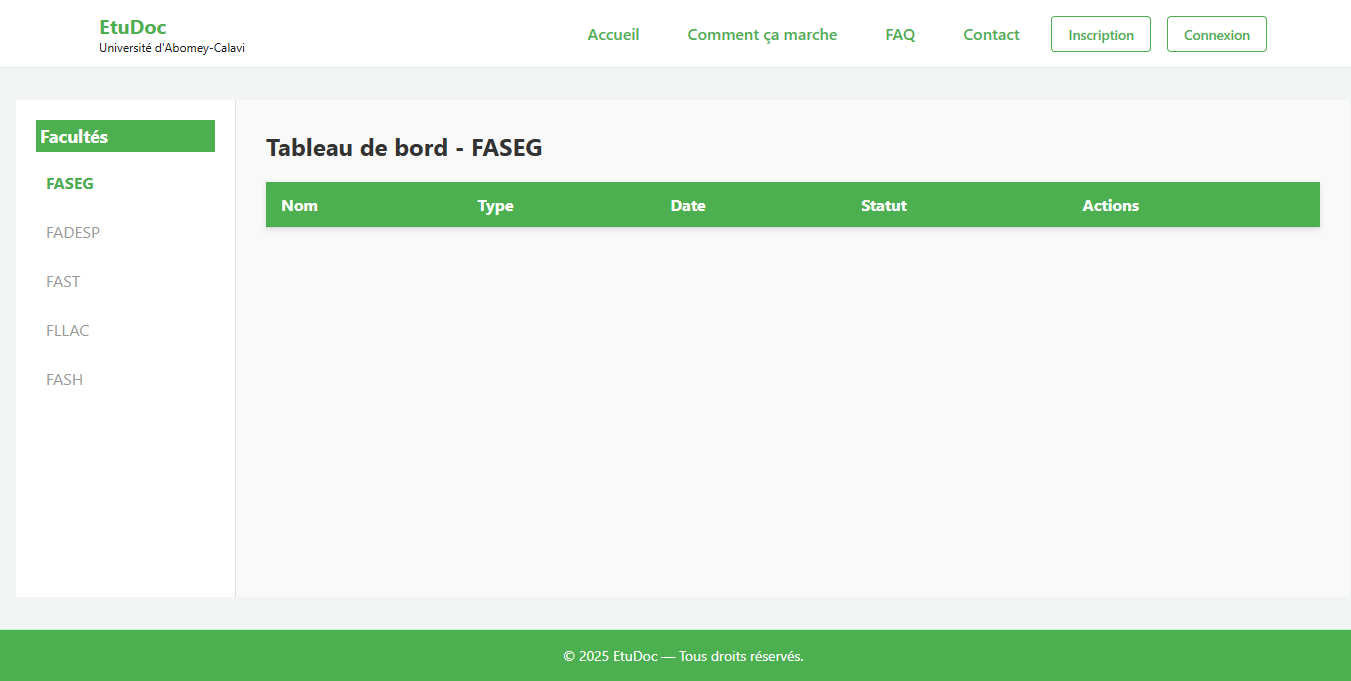 EtuDoc
Université d'Abomey-Calavi
Accueil Comment ça marche FAQ Contact Inscription Connexion
Facultés
FASEG
FADESP
FAST
FLLAC
FASH
Tableau de bord - FASEG
Nom Type Date Statut Actions
© 2025 EtuDoc — Tous droits réservés.